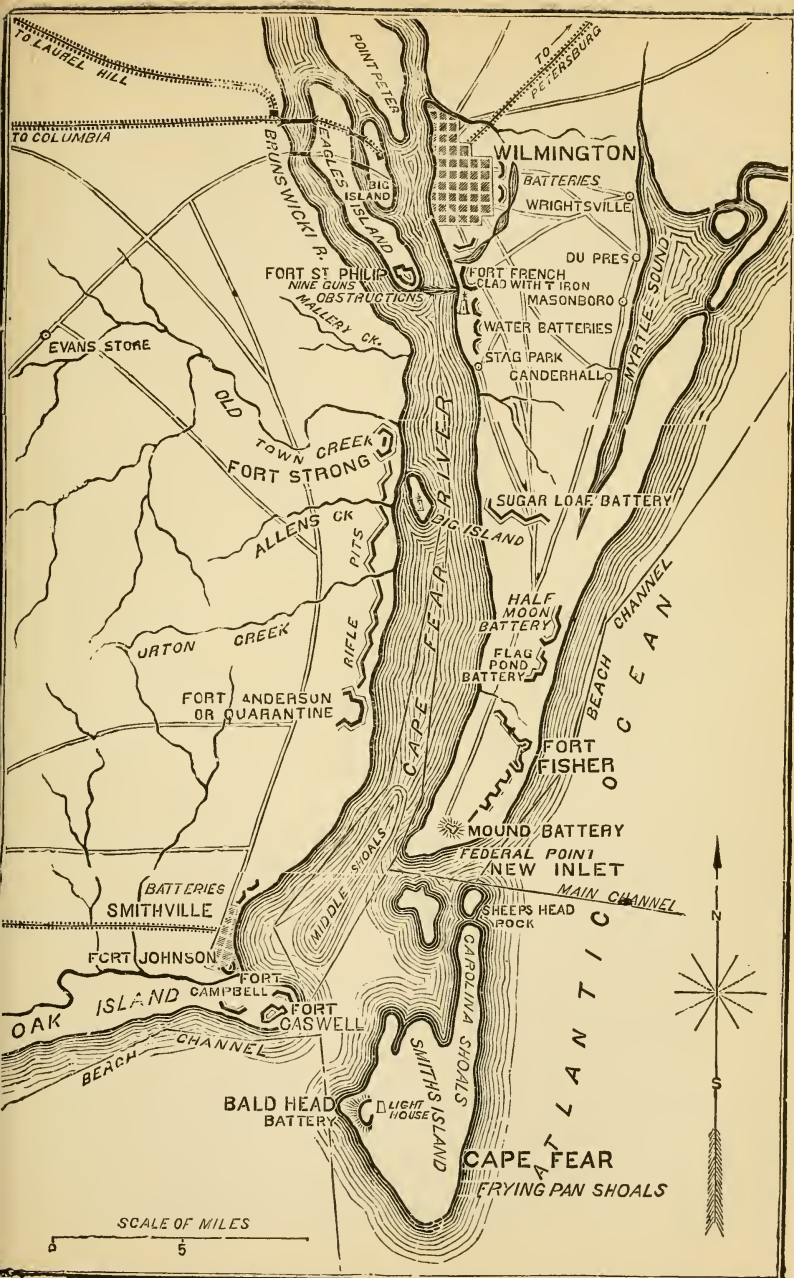 TO LAUREL HILL
POINT PETER
TO
PETERSBURG
TO COLUMBIA
BRUNSWICKI R.
EAGLES ISLAND
BIG
ISLAND
WILMINGTON
BATTERIES
WRIGHTSVILLE
DU PRES
FORT ST. PHILIP
NINE GUNS
OBSTRUCTIONS
FORT FRENCH
CLAD WITH T IRON
MASONBORO
MYRTLE SOUND
MALLERY CK.
WATER BATTERIES
EVANS STORE
STAG PARK
CANDERHALL
OLD
TOWN CREEK
FORT STRONG
CAPE FEAR RIVER
SUGAR LOAF BATTERY
BIG ISLAND
ALLENS CK
RIFLE PITS
HALF
MOON
BATTERY
BEACH CHANNEL
ORTON CREEK
FLAG
POND
BATTERY
FORT ANDERSON
OR QUARANTINE
FORT
FISHER
MOUND BATTERY
FEDERAL POINT
NEW INLET
MIDDLE SHOALS
MAIN CHANNEL
BATTERIES
SMITHVILLE
SHEEPS HEAD
ROCK
N
FORT JOHNSON
FORT
CAMPBELL
FORT
CASWELL
OAK ISLAND
BEACH CHANNEL
CAROLINA SHOALS
SMITHS ISLAND
ATLANTIC OCEAN
S
BALD HEAD
BATTERY
LIGHT
HOUSE
CAPE FEAR
FRYING PAN SHOALS
SCALE OF MILES
0 5